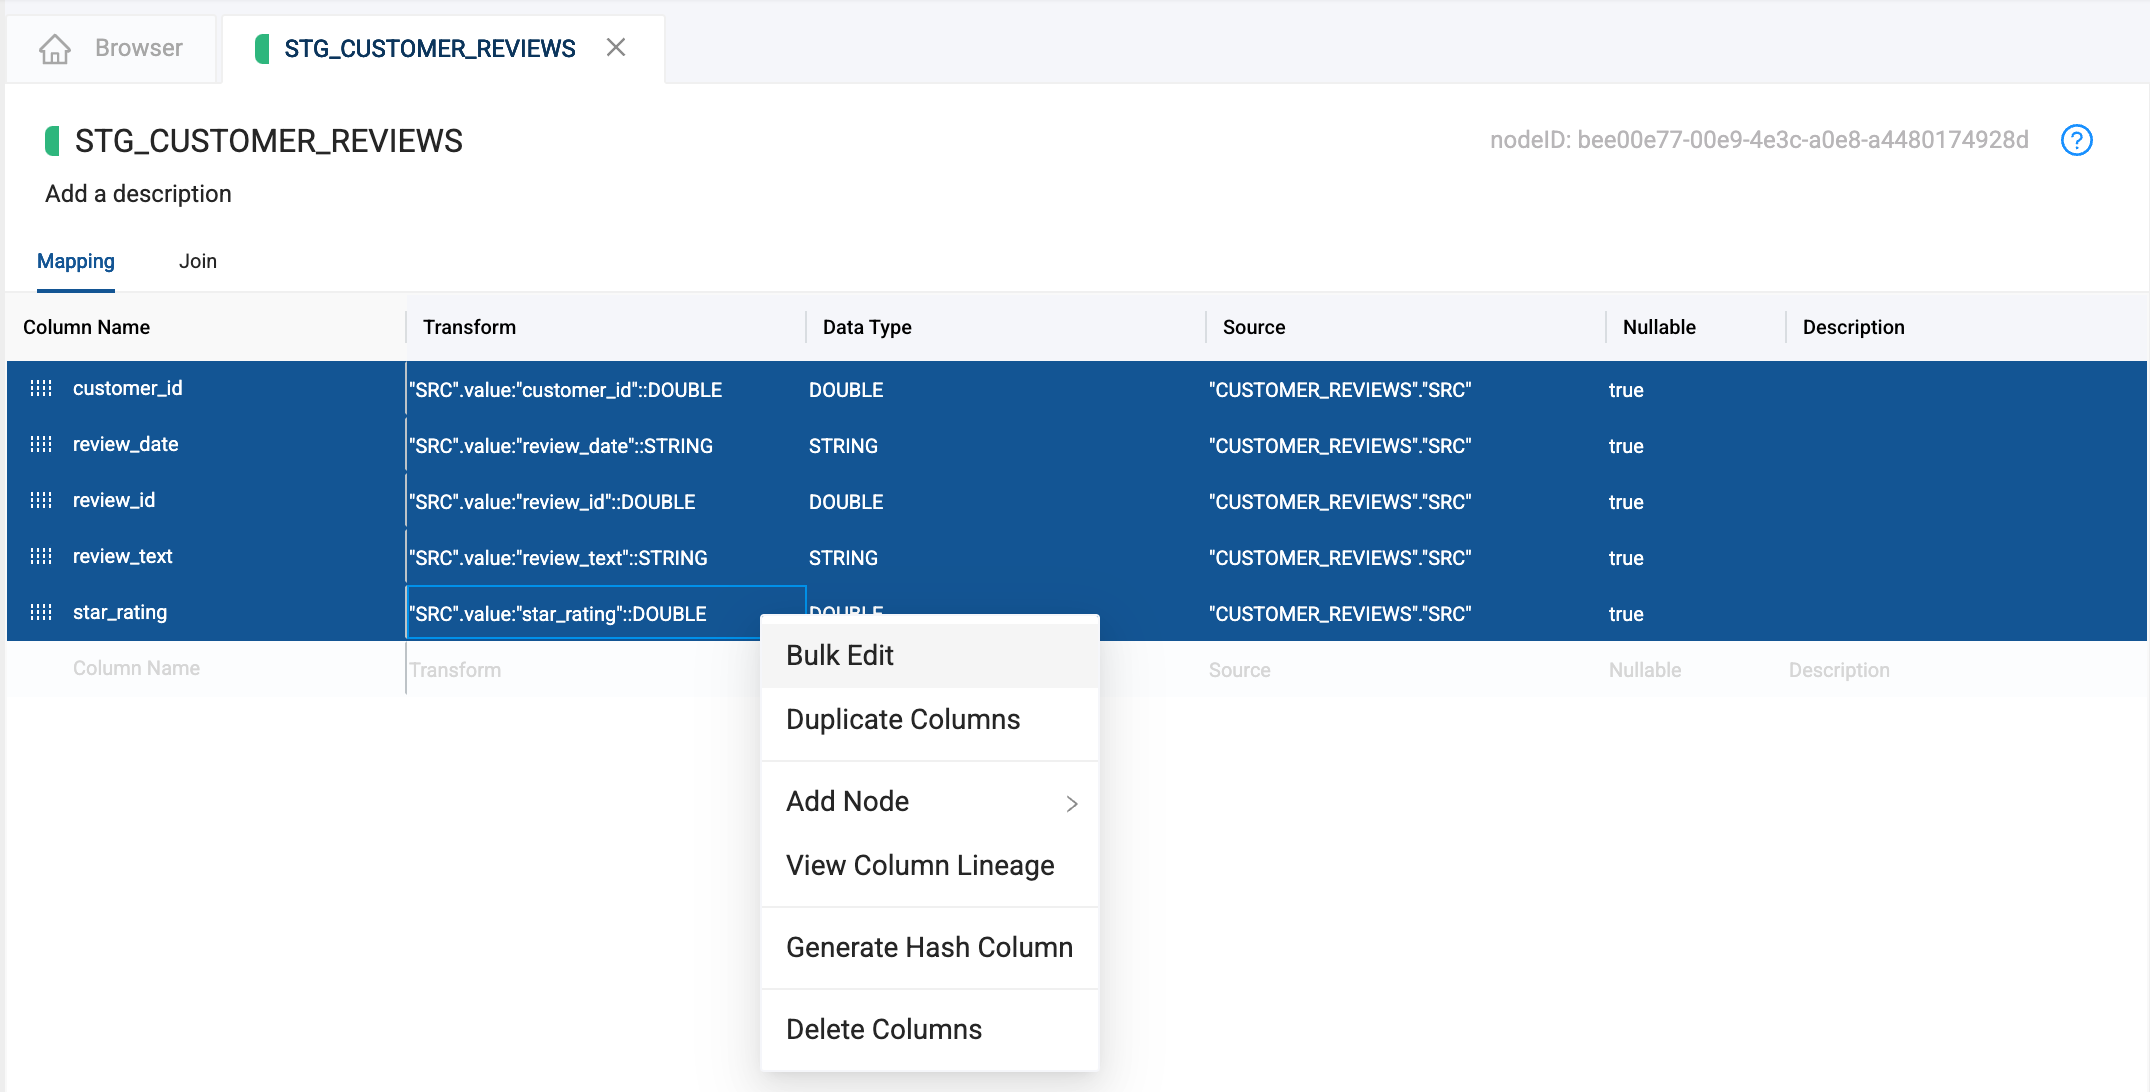 Browser STG_CUSTOMER_REVIEWS
STG_CUSTOMER_REVIEWS nodeID: bee00e77-00e9-4e3c-a0e8-a4480174928d ?
Add a description
Mapping Join
Column Name Transform Data Type Source Nullable Description
customer_id "SRC".value:"customer_id"::DOUBLE DOUBLE "CUSTOMER_REVIEWS"."SRC" true
review_date "SRC".value:"review_date"::STRING STRING "CUSTOMER_REVIEWS"."SRC" true
review_id "SRC".value:"review_id"::DOUBLE DOUBLE "CUSTOMER_REVIEWS"."SRC" true
review_text "SRC".value:"review_text"::STRING STRING "CUSTOMER_REVIEWS"."SRC" true
star_rating "SRC".value:"star_rating"::DOUBLE DOUBLE "CUSTOMER_REVIEWS"."SRC" true
Column Name Transform Source Nullable Description
Bulk Edit
Duplicate Columns
Add Node
View Column Lineage
Generate Hash Column
Delete Columns